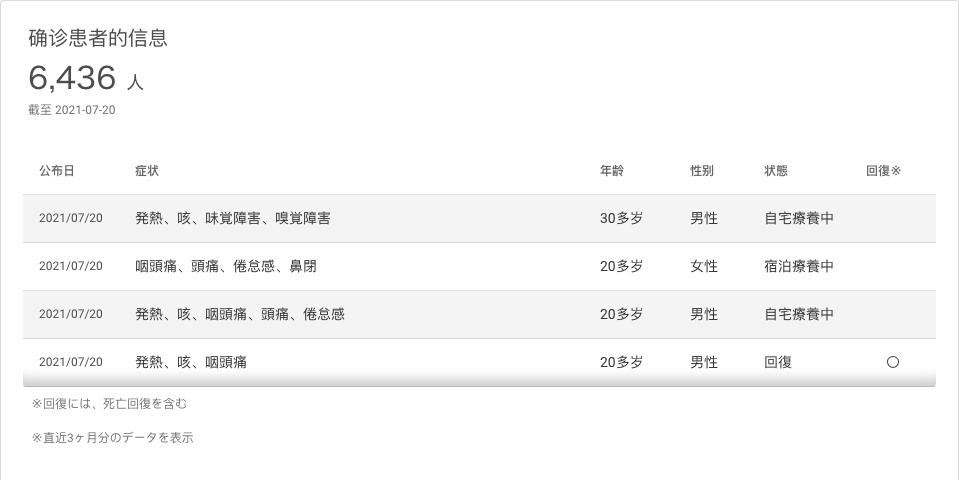 确诊患者的信息
6,436 人
截至 2021-07-20
公布日 症状 年龄 性别 状態 回復※
2021/07/20 発熱、咳、味覚障害、嗅覚障害 30多岁 男性 自宅療養中
2021/07/20 咽頭痛、頭痛、倦怠感、鼻閉 20多岁 女性 宿泊療養中
2021/07/20 発熱、咳、咽頭痛、頭痛、倦怠感 20多岁 男性 自宅療養中
2021/07/20 発熱、咳、咽頭痛 20多岁 男性 回復 〇
※回復には、死亡回復を含む
※直近3ヶ月分のデータを表示